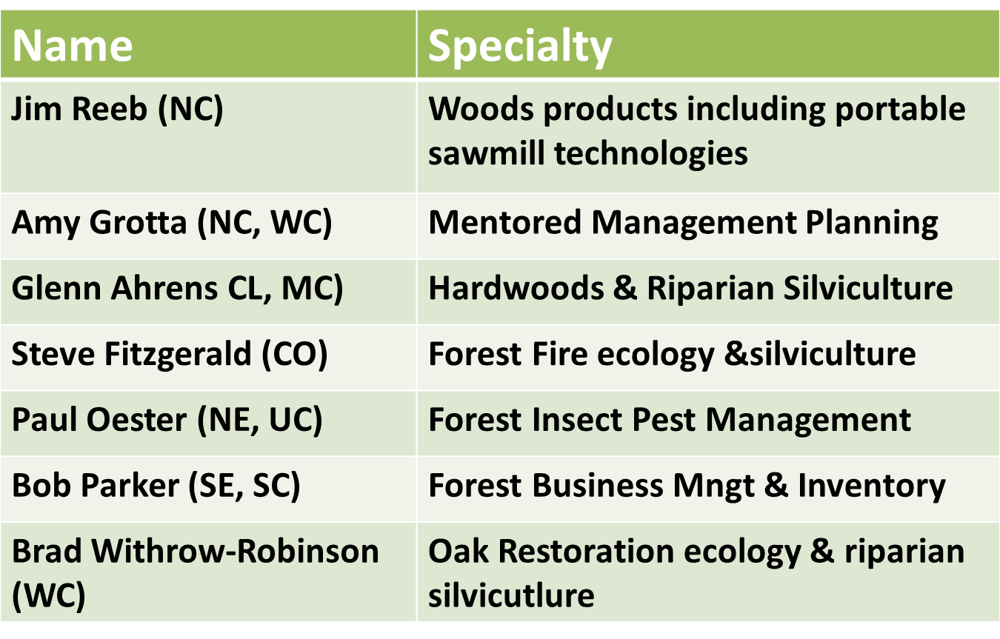 Name Specialty
Jim Reeb (NC) Woods products including portable
sawmill technologies
Amy Grotta (NC, WC) Mentored Management Planning
Glenn Ahrens CL, MC) Hardwoods & Riparian Silviculture
Steve Fitzgerald (CO) Forest Fire ecology &silviculture
Paul Oester (NE, UC) Forest Insect Pest Management
Bob Parker (SE, SC) Forest Business Mngt & Inventory
Brad Withrow-Robinson Oak Restoration ecology & riparian
(WC) silvicutlure